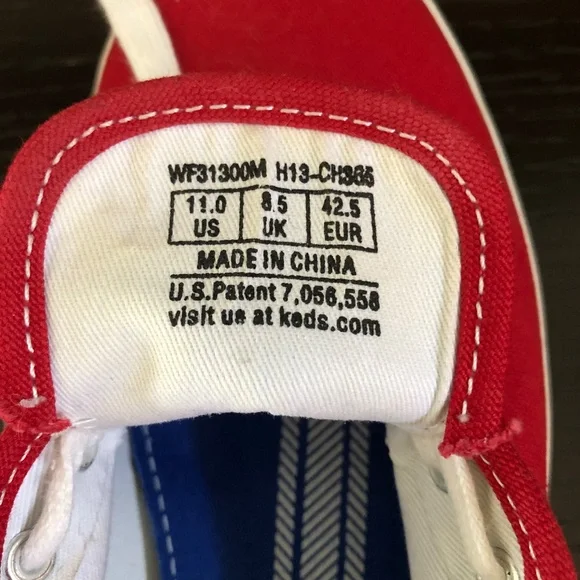 WF31300M H13-CH365
11.0 US 8.5 UK 42.5 EUR
MADE IN CHINA
U.S.Patent 7,056,558
visit us at keds.com